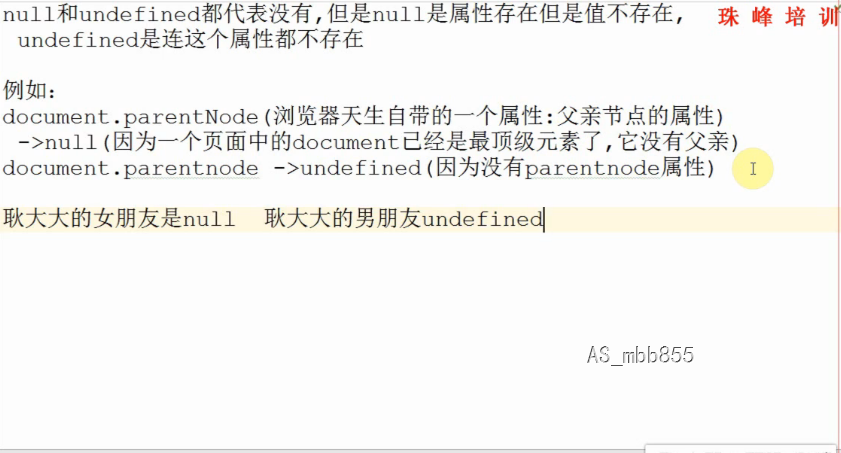 null和undefined都代表没有,但是null是属性存在但是值不存在,
珠峰培训
undefined是连这个属性都不存在
例如:
document.parentNode(浏览器天生自带的一个属性:父亲节点的属性)
->null(因为一个页面中的document已经是最顶级元素了,它没有父亲)
document.parentnode ->undefined(因为没有parentnode属性)
耿大大的女朋友是null 耿大大的男朋友undefined
AS_mbb855